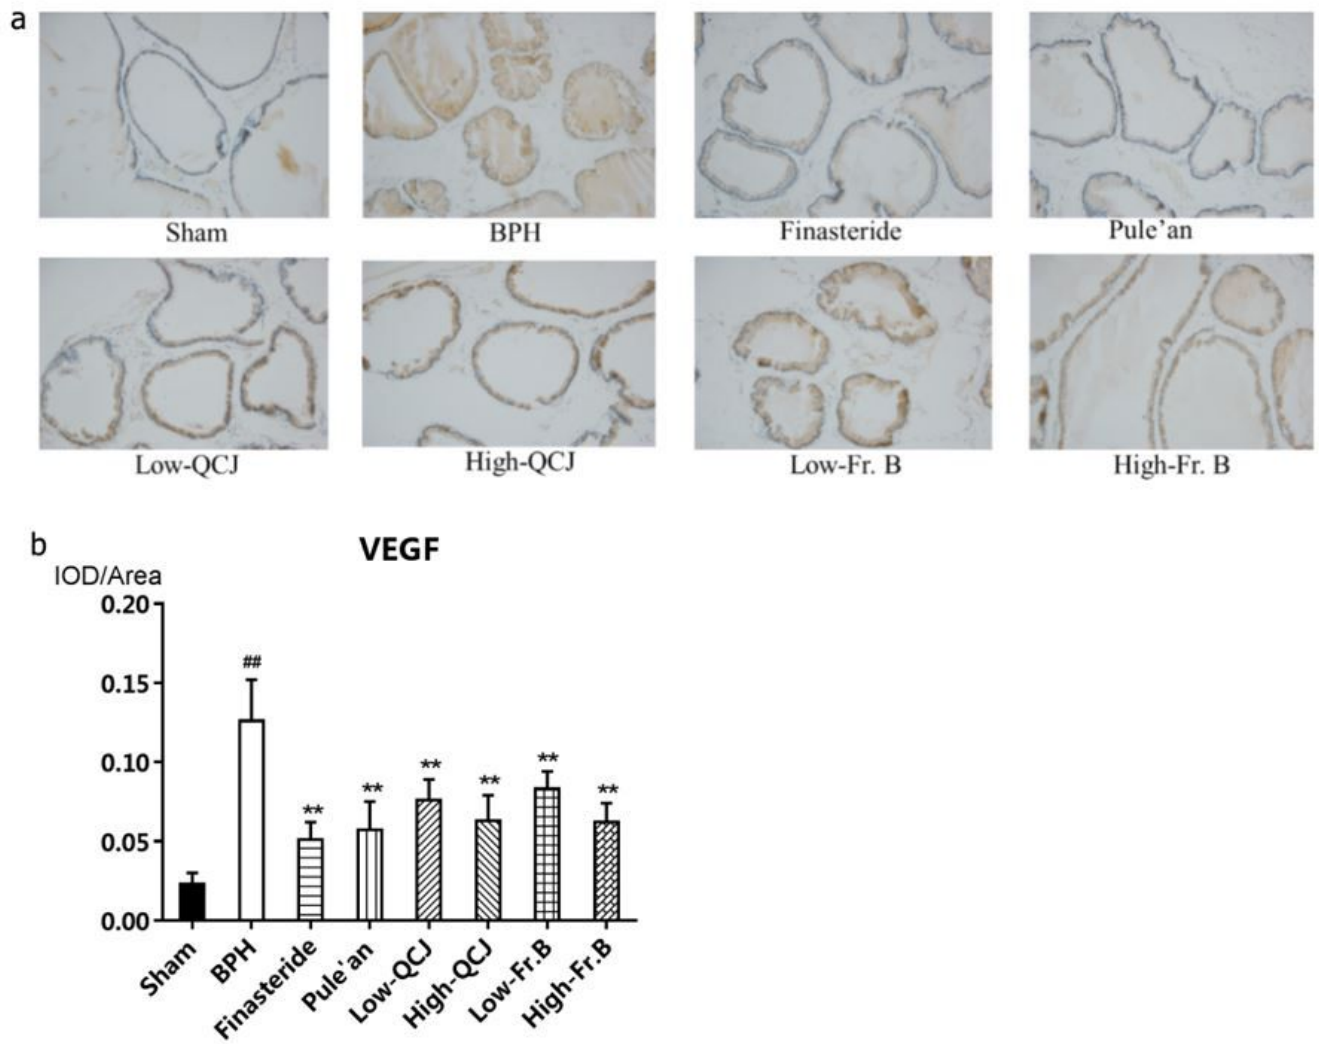 a
Sham
BPH
Finasteride
Pule’an
Low-QCJ
High-QCJ
Low-Fr. B
High-Fr. B
b
VEGF
IOD/Area
0.20
0.15
0.10
0.05
0.00
##
**
**
**
**
**
**
Sham
BPH
Finasteride
Pule'an
Low-QCJ
High-QCJ
Low-Fr.B
High-Fr.B